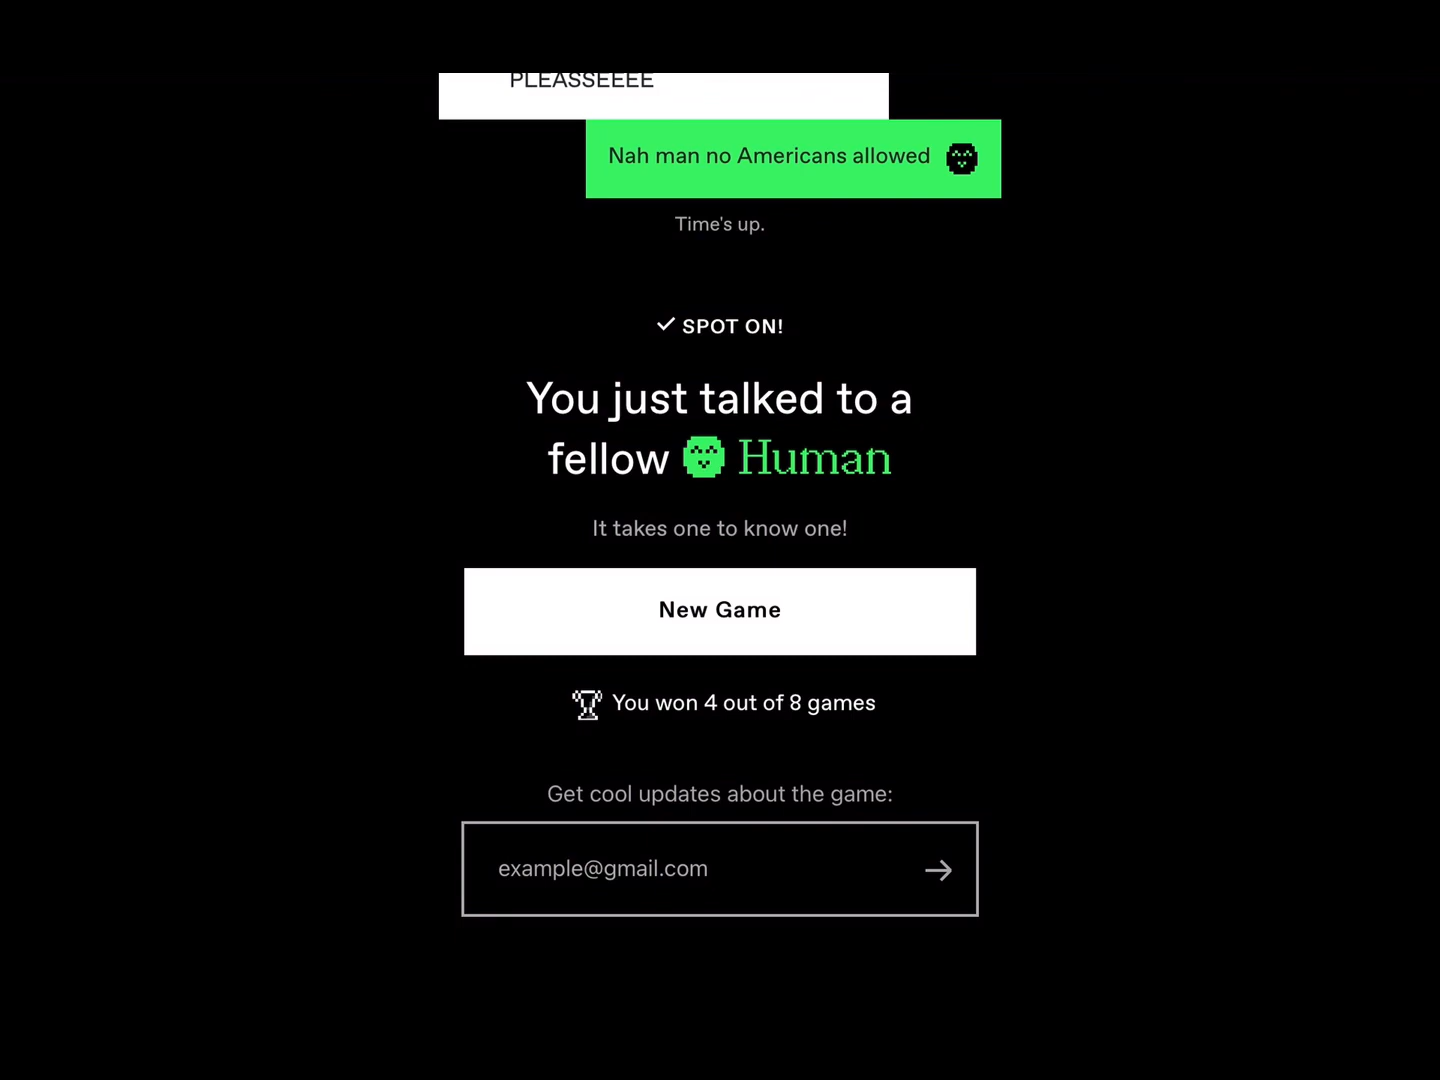 PLEASSEEEE
Nah man no Americans allowed
Time's up.
SPOT ON!
You just talked to a
fellow Human
It takes one to know one!
New Game
You won 4 out of 8 games
Get cool updates about the game:
example@gmail.com